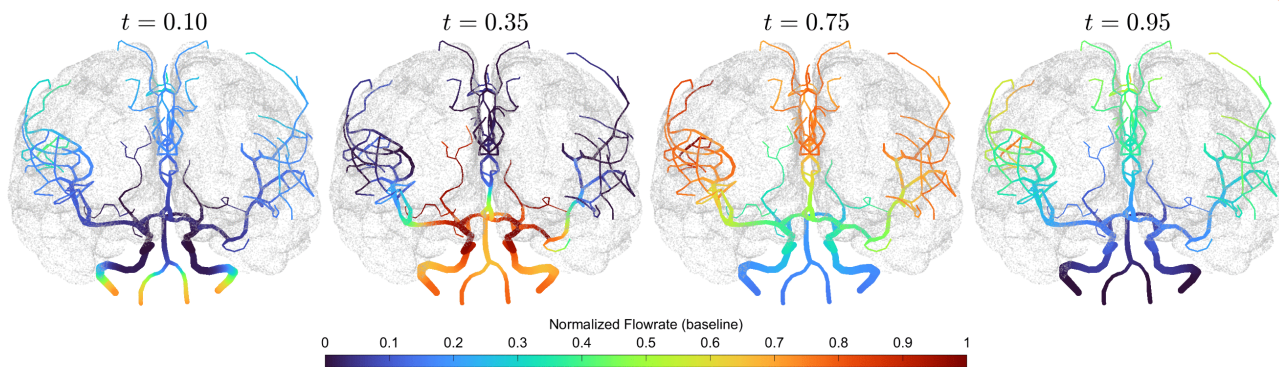 t = 0.10
t = 0.35
t = 0.75
t = 0.95
Normalized Flowrate (baseline)
0 0.1 0.2 0.3 0.4 0.5 0.6 0.7 0.8 0.9 1